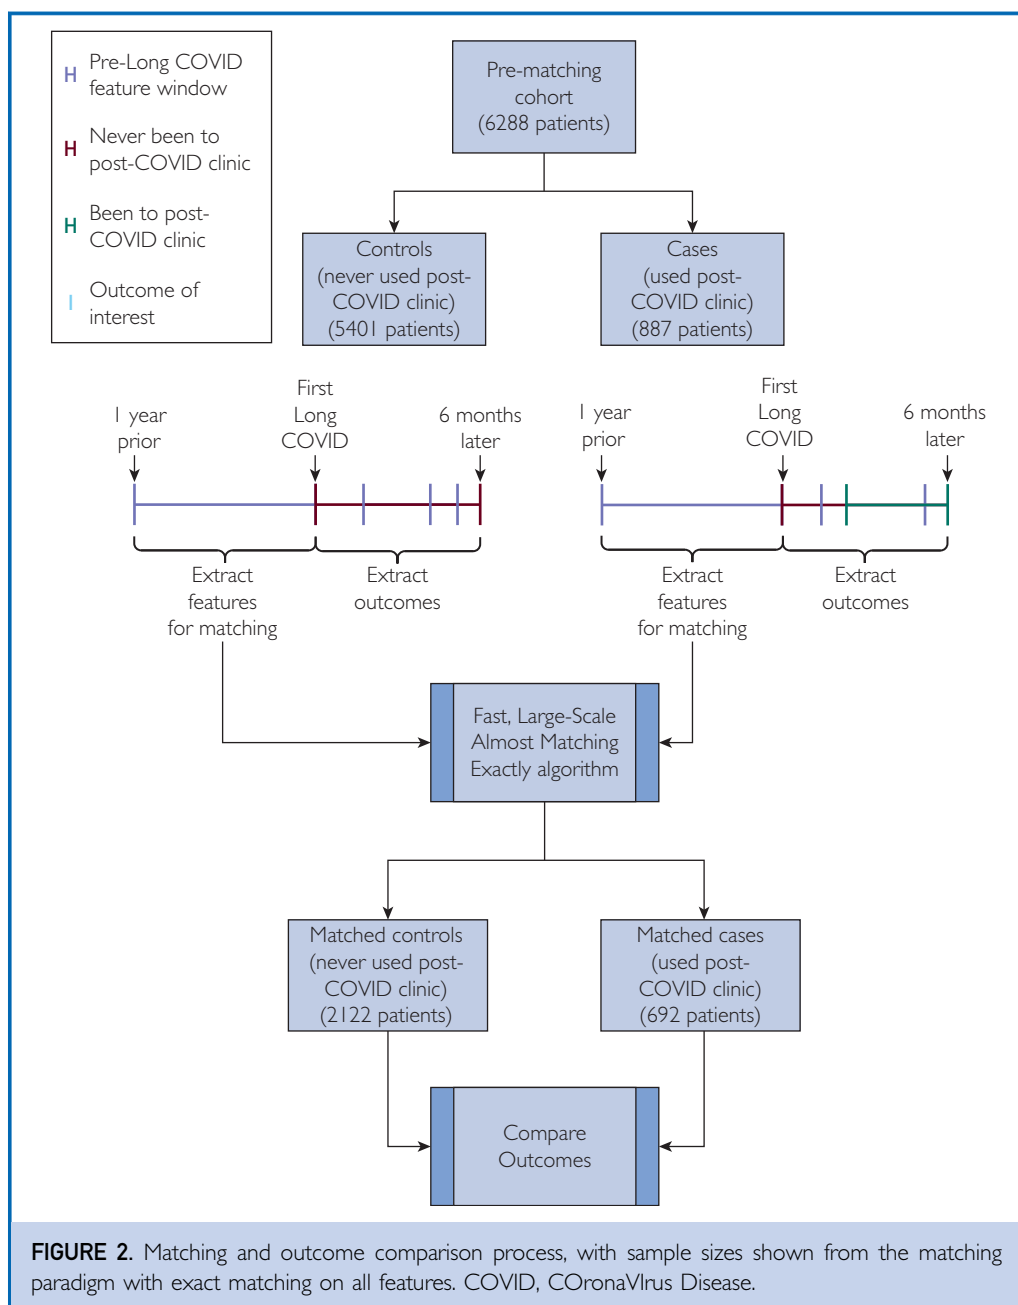 Pre-Long COVID
feature window
Never been to
post-COVID clinic
Been to post-
COVID clinic
Outcome of
interest
Pre-matching
cohort
(6288 patients)
Controls
(never used post-
COVID clinic)
(5401 patients)
Cases
(used post-
COVID clinic)
(887 patients)
1 year
prior
First
Long
COVID
6 months
later
1 year
prior
First
Long
COVID
6 months
later
Extract
features
for matching
Extract
outcomes
Extract
features
for matching
Extract
outcomes
Fast, Large-Scale
Almost Matching
Exactly algorithm
Matched controls
(never used post-
COVID clinic)
(2122 patients)
Matched cases
(used post-
COVID clinic)
(692 patients)
Compare
Outcomes
FIGURE 2. Matching and outcome comparison process, with sample sizes shown from the matching
paradigm with exact matching on all features. COVID, COronaVIrus Disease.